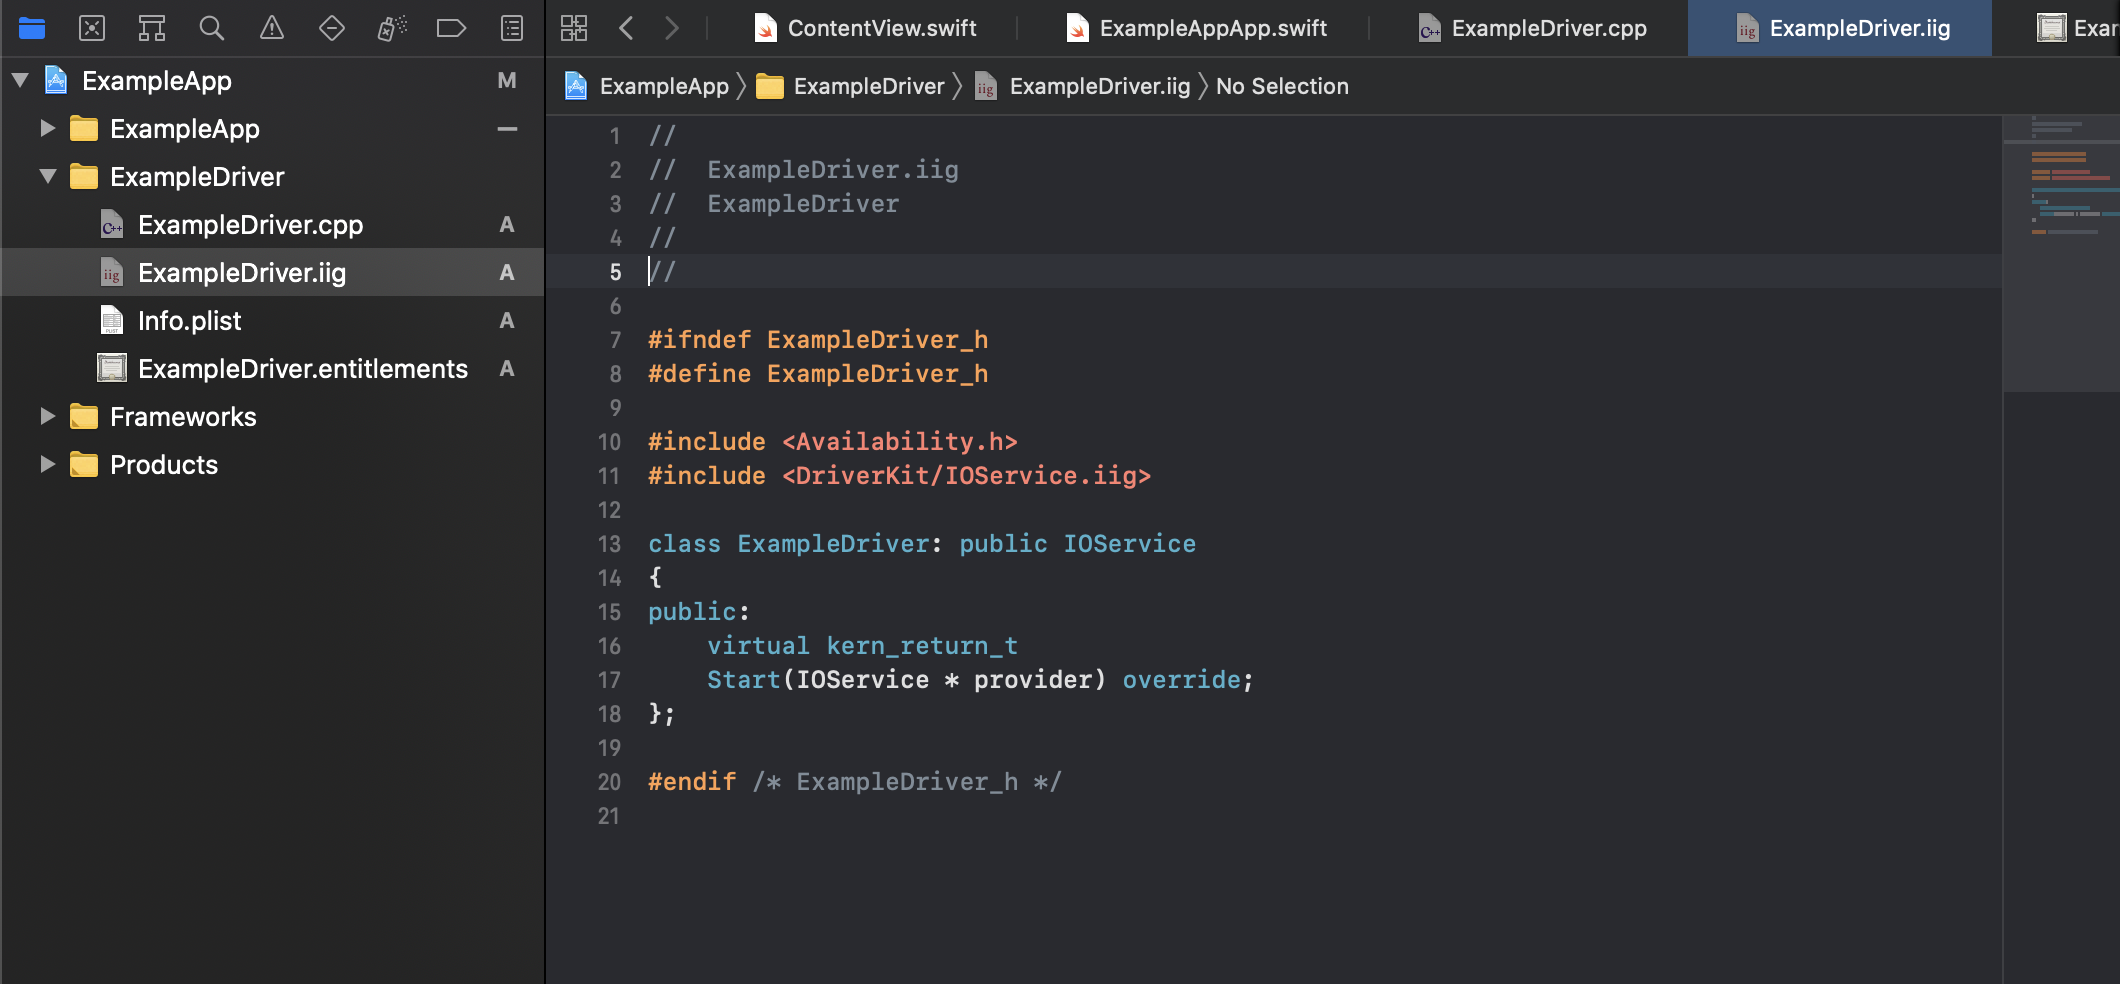 ContentView.swift ExampleAppApp.swift ExampleDriver.cpp ExampleDriver.iig Exar
ExampleApp M
ExampleApp
ExampleDriver
ExampleDriver.cpp A
ExampleDriver.iig A
Info.plist A
ExampleDriver.entitlements A
Frameworks
Products
ExampleApp ExampleDriver ExampleDriver.iig No Selection
1 //
2 //  ExampleDriver.iig
3 //  ExampleDriver
4 //
5 //
6
7 #ifndef ExampleDriver_h
8 #define ExampleDriver_h
9
10 #include <Availability.h>
11 #include <DriverKit/IOService.iig>
12
13 class ExampleDriver: public IOService
14 {
15 public:
16     virtual kern_return_t
17     Start(IOService * provider) override;
18 };
19
20 #endif /* ExampleDriver_h */
21